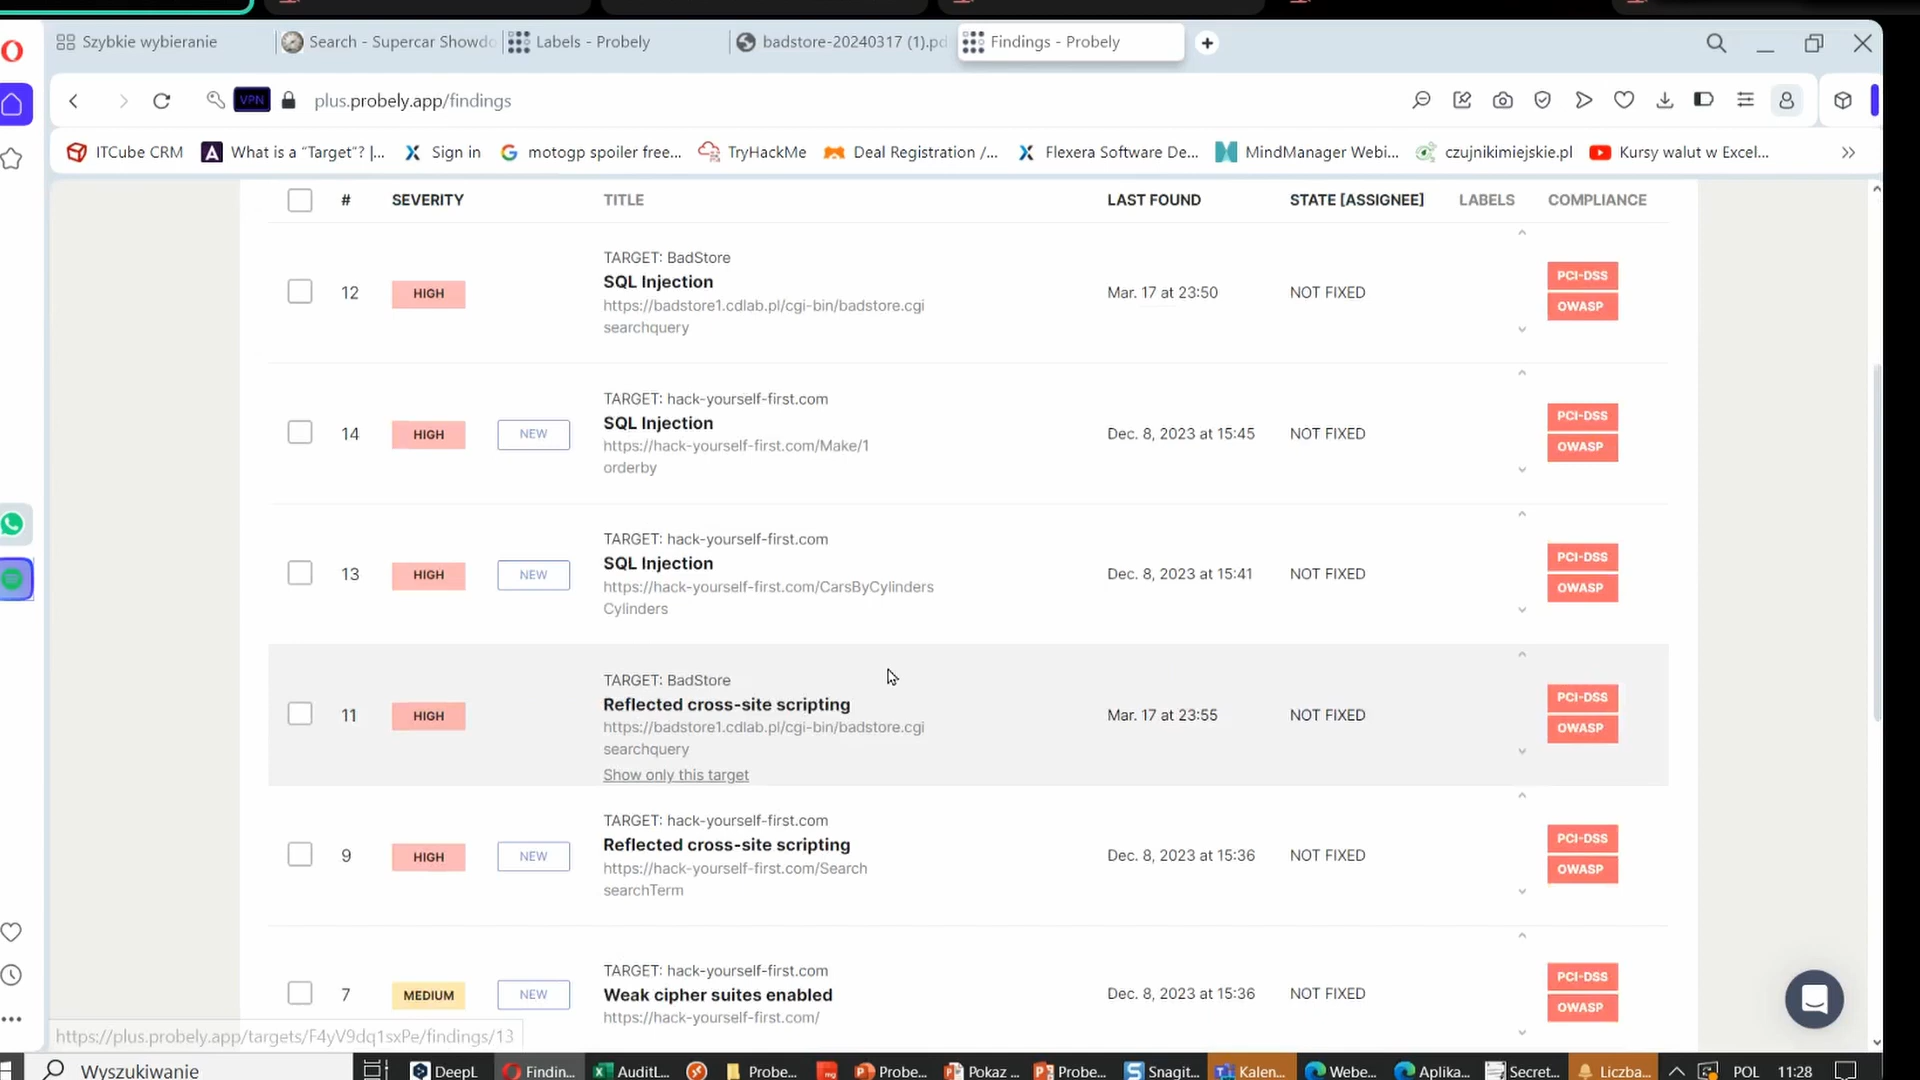 Szybkie wybieranie
Search - Supercar Showdo
Labels - Probely
badstore-20240317 (1).pd
Findings - Probely
VPN
plus.probely.app/findings
ITCube CRM
What is a “Target”? |...
Sign in
motogp spoiler free...
TryHackMe
Deal Registration /...
Flexera Software De...
MindManager Webi...
czujnikimiejskie.pl
Kursy walut w Excel...
# SEVERITY TITLE LAST FOUND STATE [ASSIGNEE] LABELS COMPLIANCE
TARGET: BadStore
12 HIGH SQL Injection Mar. 17 at 23:50 NOT FIXED PCI-DSS
https://badstore1.cdlab.pl/cgi-bin/badstore.cgi OWASP
searchquery
TARGET: hack-yourself-first.com
14 HIGH NEW SQL Injection Dec. 8, 2023 at 15:45 NOT FIXED PCI-DSS
https://hack-yourself-first.com/Make/1 OWASP
orderby
TARGET: hack-yourself-first.com
13 HIGH NEW SQL Injection Dec. 8, 2023 at 15:41 NOT FIXED PCI-DSS
https://hack-yourself-first.com/CarsByCylinders OWASP
Cylinders
TARGET: BadStore
11 HIGH Reflected cross-site scripting Mar. 17 at 23:55 NOT FIXED PCI-DSS
https://badstore1.cdlab.pl/cgi-bin/badstore.cgi OWASP
searchquery
Show only this target
TARGET: hack-yourself-first.com
9 HIGH NEW Reflected cross-site scripting Dec. 8, 2023 at 15:36 NOT FIXED PCI-DSS
https://hack-yourself-first.com/Search OWASP
searchTerm
TARGET: hack-yourself-first.com
7 MEDIUM NEW Weak cipher suites enabled Dec. 8, 2023 at 15:36 NOT FIXED PCI-DSS
https://hack-yourself-first.com/ OWASP
https://plus.probely.app/targets/F4yV9dq1sxPe/findings/13
Wyszukiwanie
DeepL
Findin...
AuditL...
Probe...
Probe...
Pokaz ...
Probe...
Snagit...
Kalen...
Webe...
Aplika...
Secret...
Liczba...
POL
11:28